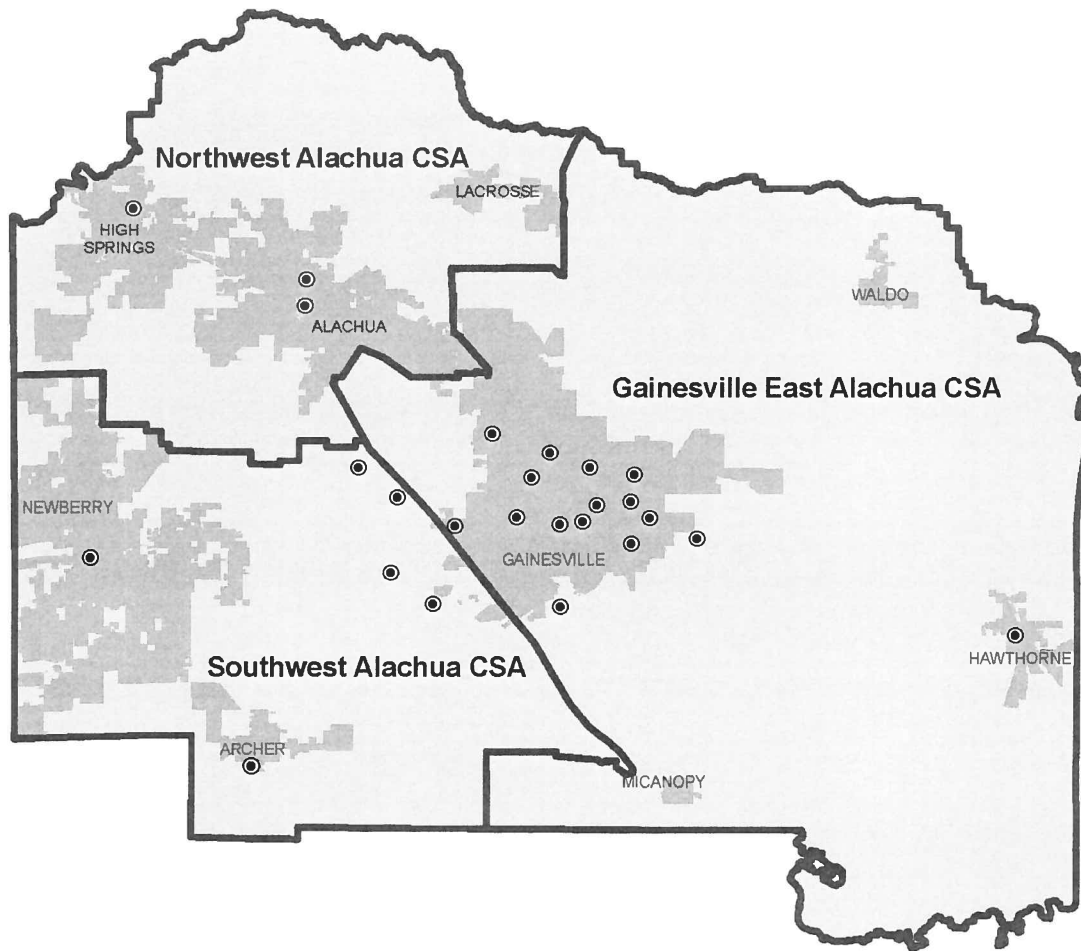 Northwest Alachua CSA
LACROSSE
HIGH
SPRINGS
WALDO
ALACHUA
Gainesville East Alachua CSA
NEWBERRY
GAINESVILLE
HAWTHORNE
Southwest Alachua CSA
ARCHER
MICANOPY